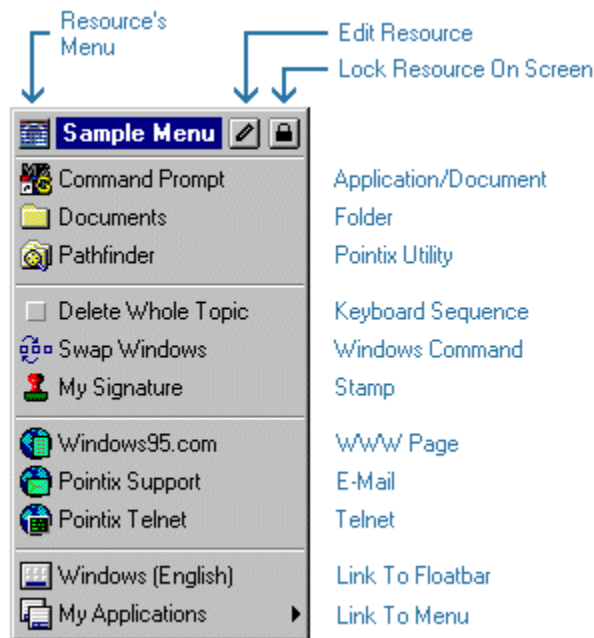 Resource's
Menu
Edit Resource
Lock Resource On Screen
Sample Menu
Command Prompt Application/Document
Documents Folder
Pathfinder Pointix Utility
Delete Whole Topic Keyboard Sequence
Swap Windows Windows Command
My Signature Stamp
Windows95.com WWW Page
Pointix Support E-Mail
Pointix Telnet Telnet
Windows (English) Link To Floatbar
My Applications Link To Menu